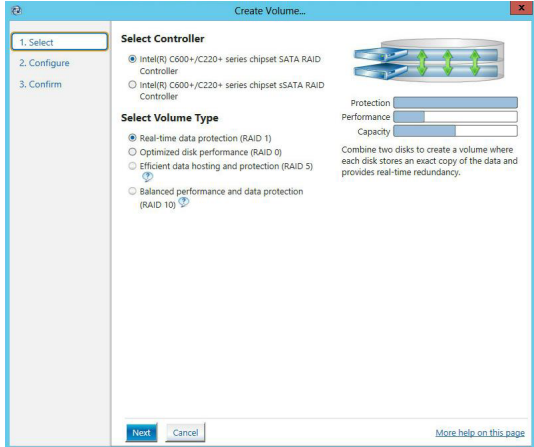 Create Volume...
x
1. Select
2. Configure
3. Confirm
Select Controller
Intel(R) C600+/C220+ series chipset SATA RAID
Controller
Intel(R) C600+/C220+ series chipset sSATA RAID
Controller
Select Volume Type
Real-time data protection (RAID 1)
Optimized disk performance (RAID 0)
Efficient data hosting and protection (RAID 5)
?
Balanced performance and data protection
(RAID 10) ?
Protection
Performance
Capacity
Combine two disks to create a volume where
each disk stores an exact copy of the data and
provides real-time redundancy.
Next
Cancel
More help on this page